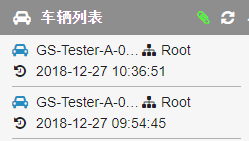 车辆列表
GS-Tester-A-0... Root
2018-12-27 10:36:51
GS-Tester-A-0... Root
2018-12-27 09:54:45